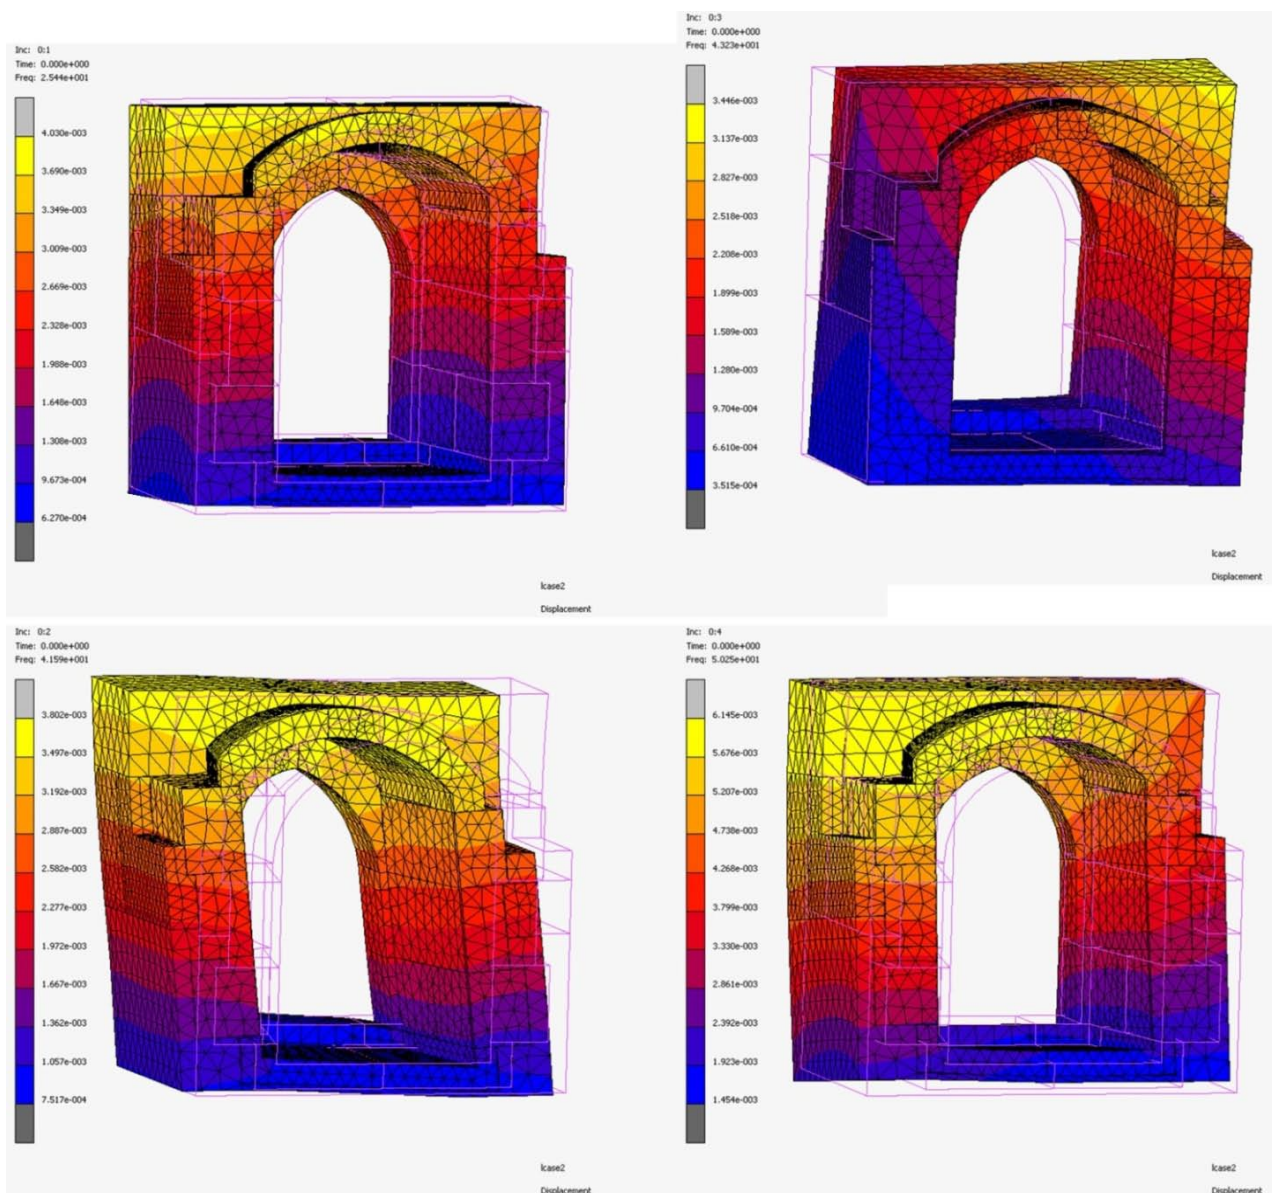 Inc: 0:1
Time: 0.000e+000
Freq: 2.544e+001
4.030e-003
3.690e-003
3.349e-003
3.009e-003
2.669e-003
2.328e-003
1.988e-003
1.648e-003
1.308e-003
9.673e-004
6.270e-004
lcase2
Displacement
Inc: 0:3
Time: 0.000e+000
Freq: 4.323e+001
3.446e-003
3.137e-003
2.827e-003
2.518e-003
2.208e-003
1.899e-003
1.589e-003
1.280e-003
9.704e-004
6.610e-004
3.515e-004
lcase2
Displacement
Inc: 0:2
Time: 0.000e+000
Freq: 4.159e+001
3.802e-003
3.497e-003
3.192e-003
2.887e-003
2.582e-003
2.277e-003
1.972e-003
1.667e-003
1.362e-003
1.057e-003
7.517e-004
lcase2
Displacement
Inc: 0:4
Time: 0.000e+000
Freq: 5.025e+001
6.145e-003
5.676e-003
5.207e-003
4.738e-003
4.268e-003
3.799e-003
3.330e-003
2.861e-003
2.392e-003
1.923e-003
1.454e-003
lcase2
Displacement